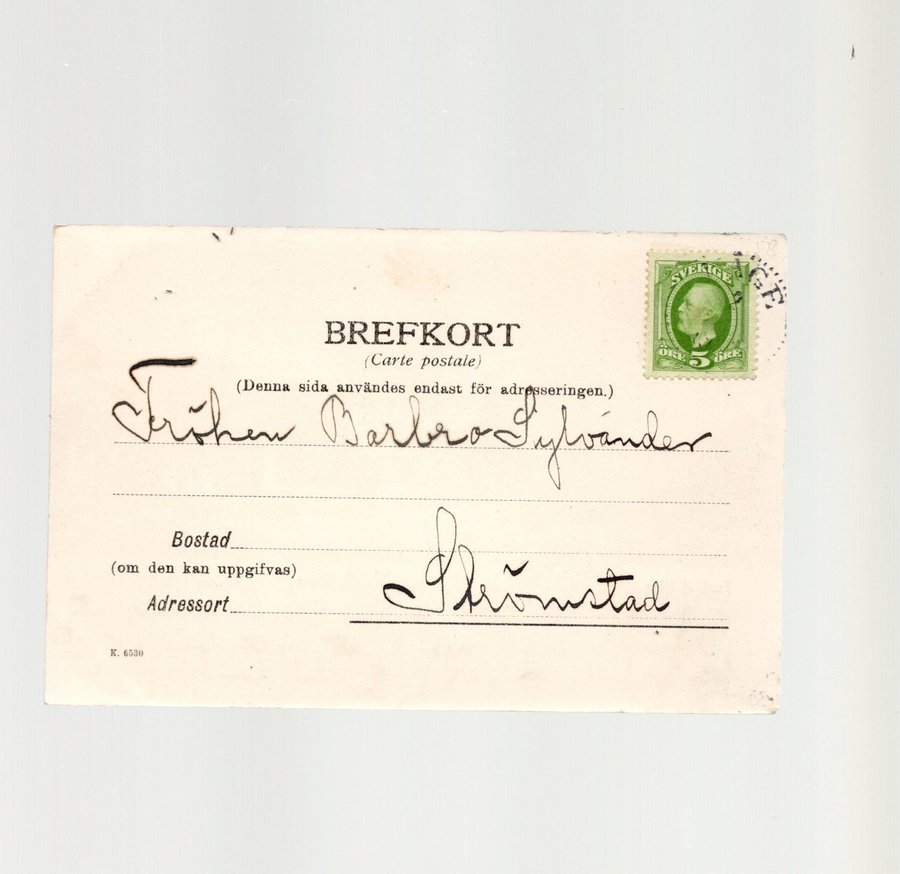 BREFKORT
(Carte postale)
(Denna sida användes endast för adresseringen.)
SVERIGE
ÖRE 5 ÖRE
Fröken Barbro Sylvander
Bostad
(om den kan uppgifvas)
Adressort
Strömstad
K. 6530